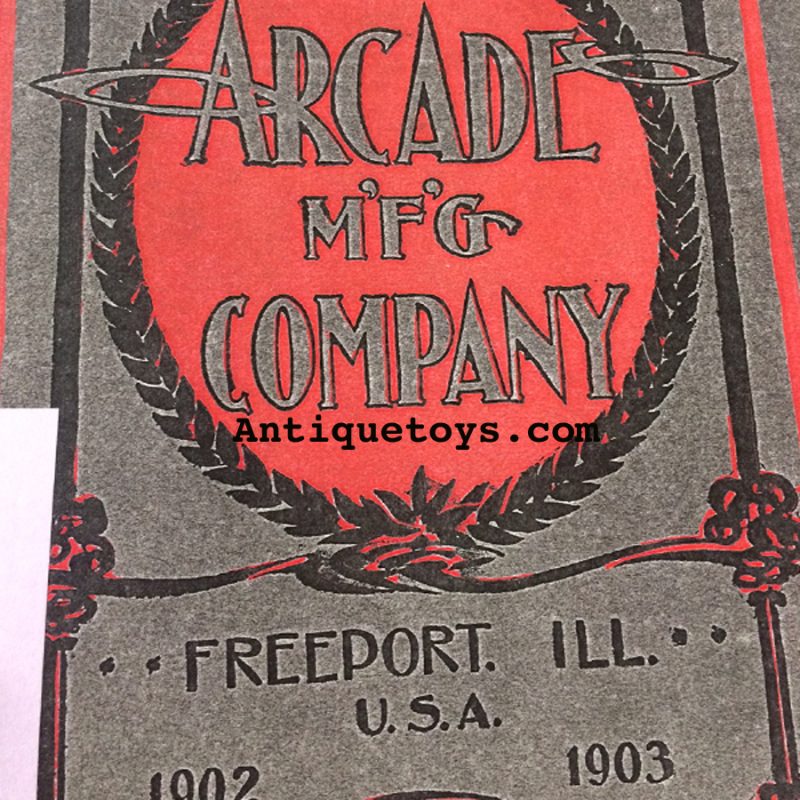 ARCADE
M'F'G
COMPANY
Antiquetoys.com
FREEPORT. ILL.
U.S.A.
1902 1903